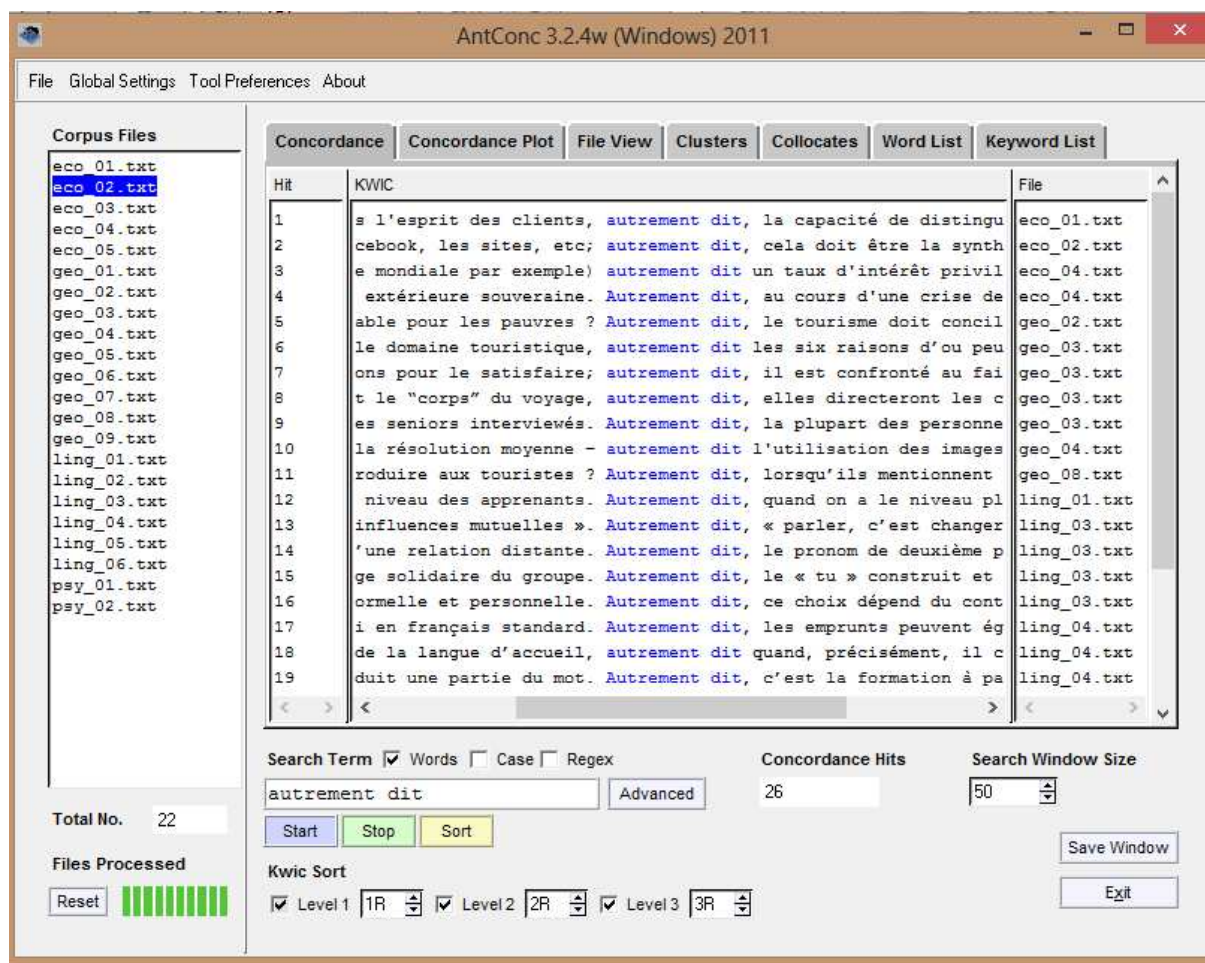 AntConc 3.2.4w (Windows) 2011
File Global Settings Tool Preferences About
Corpus Files
eco_01.txt
eco_02.txt
eco_03.txt
eco_04.txt
eco_05.txt
geo_01.txt
geo_02.txt
geo_03.txt
geo_04.txt
geo_05.txt
geo_06.txt
geo_07.txt
geo_08.txt
geo_09.txt
ling_01.txt
ling_02.txt
ling_03.txt
ling_04.txt
ling_05.txt
ling_06.txt
psy_01.txt
psy_02.txt
Total No. 22
Files Processed
Reset
Concordance Concordance Plot File View Clusters Collocates Word List Keyword List
Hit KWIC File
1 s l'esprit des clients, autrement dit, la capacité de distingu eco_01.txt
2 cebook, les sites, etc; autrement dit, cela doit être la synth eco_02.txt
3 e mondiale par exemple) autrement dit un taux d'intérêt privil eco_04.txt
4 extérieure souveraine. Autrement dit, au cours d'une crise de eco_04.txt
5 able pour les pauvres ? Autrement dit, le tourisme doit concil geo_02.txt
6 le domaine touristique, autrement dit les six raisons d’ou peu geo_03.txt
7 ons pour le satisfaire; autrement dit, il est confronté au fai geo_03.txt
8 t le “corps” du voyage, autrement dit, elles directeront les c geo_03.txt
9 es seniors interviewés. Autrement dit, la plupart des personne geo_03.txt
10 la résolution moyenne – autrement dit l'utilisation des images geo_04.txt
11 roduire aux touristes ? Autrement dit, lorsqu’ils mentionnent geo_08.txt
12 niveau des apprenants. Autrement dit, quand on a le niveau pl ling_01.txt
13 influences mutuelles ». Autrement dit, « parler, c’est changer ling_03.txt
14 ’une relation distante. Autrement dit, le pronom de deuxième p ling_03.txt
15 ge solidaire du groupe. Autrement dit, le « tu » construit et ling_03.txt
16 ormelle et personnelle. Autrement dit, ce choix dépend du cont ling_03.txt
17 i en français standard. Autrement dit, les emprunts peuvent ég ling_04.txt
18 de la langue d’accueil, autrement dit quand, précisément, il c ling_04.txt
19 duit une partie du mot. Autrement dit, c’est la formation à pa ling_04.txt
Search Term Words Case Regex Concordance Hits Search Window Size
autrement dit Advanced 26 50
Start Stop Sort
Save Window
Kwic Sort
Level 1 1R Level 2 2R Level 3 3R
Exit